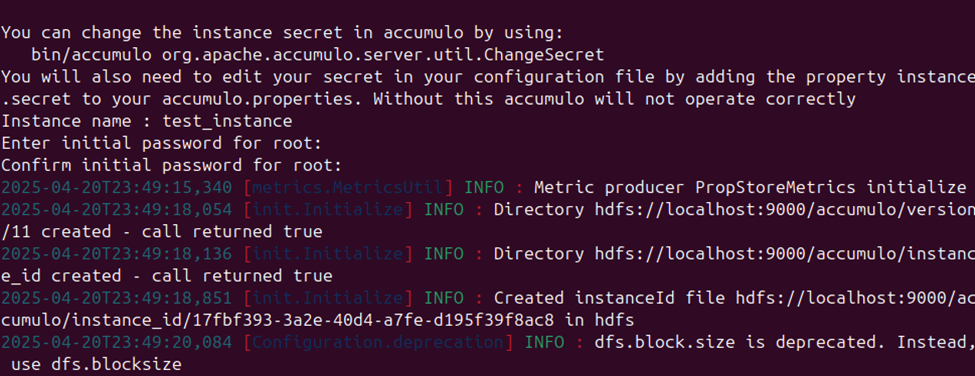 You can change the instance secret in accumulo by using:
   bin/accumulo org.apache.accumulo.server.util.ChangeSecret
You will also need to edit your secret in your configuration file by adding the property instance
.secret to your accumulo.properties. Without this accumulo will not operate correctly
Instance name : test_instance
Enter initial password for root:
Confirm initial password for root:
2025-04-20T23:49:15,340 [metrics.MetricsUtil] INFO : Metric producer PropStoreMetrics initialize
2025-04-20T23:49:18,054 [init.Initialize] INFO : Directory hdfs://localhost:9000/accumulo/version
/11 created - call returned true
2025-04-20T23:49:18,136 [init.Initialize] INFO : Directory hdfs://localhost:9000/accumulo/instanc
e_id created - call returned true
2025-04-20T23:49:18,851 [init.Initialize] INFO : Created instanceId file hdfs://localhost:9000/ac
cumulo/instance_id/17fbf393-3a2e-40d4-a7fe-d195f39f8ac8 in hdfs
2025-04-20T23:49:20,084 [Configuration.deprecation] INFO : dfs.block.size is deprecated. Instead,
 use dfs.blocksize